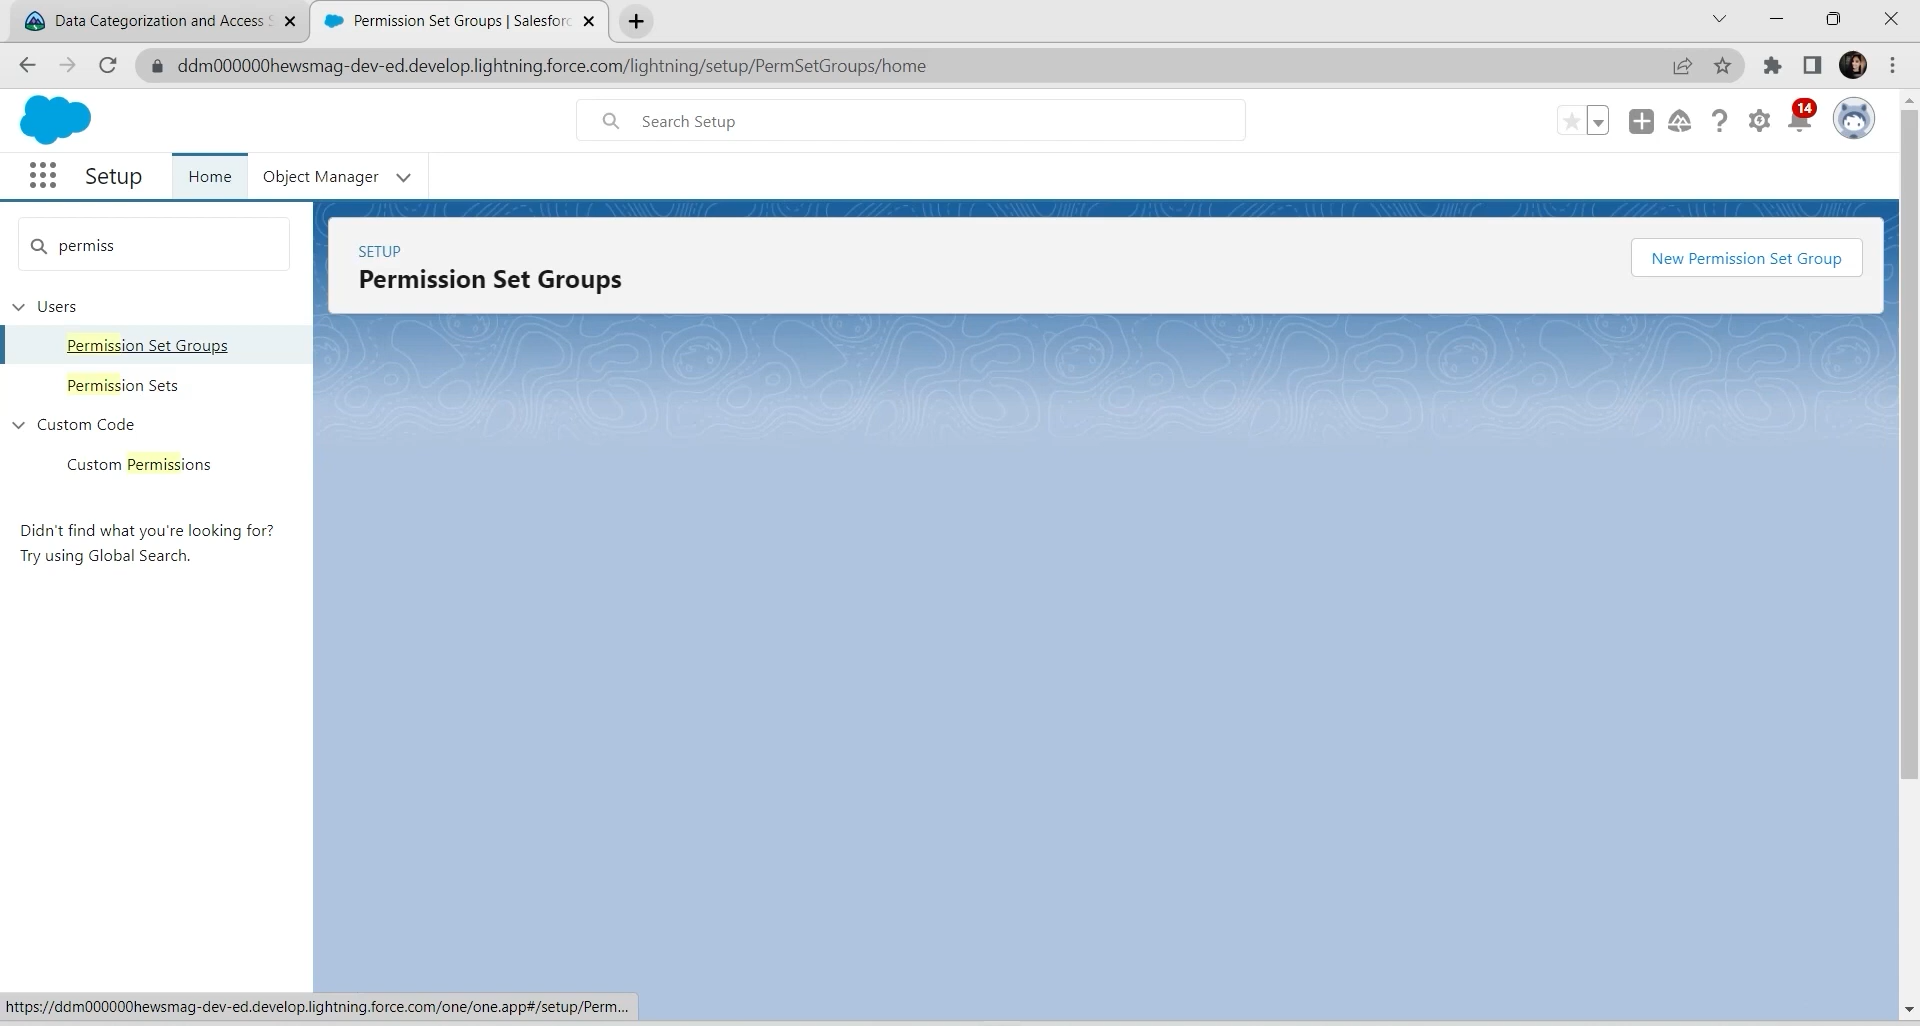 Data Categorization and Access S
Permission Set Groups | Salesforc
ddm000000hewsmag-dev-ed.develop.lightning.force.com/lightning/setup/PermSetGroups/home
Search Setup
14
Setup
Home
Object Manager
permiss
Users
Permission Set Groups
Permission Sets
Custom Code
Custom Permissions
Didn't find what you're looking for?
Try using Global Search.
SETUP
Permission Set Groups
New Permission Set Group
https://ddm000000hewsmag-dev-ed.develop.lightning.force.com/one/one.app#/setup/Perm...